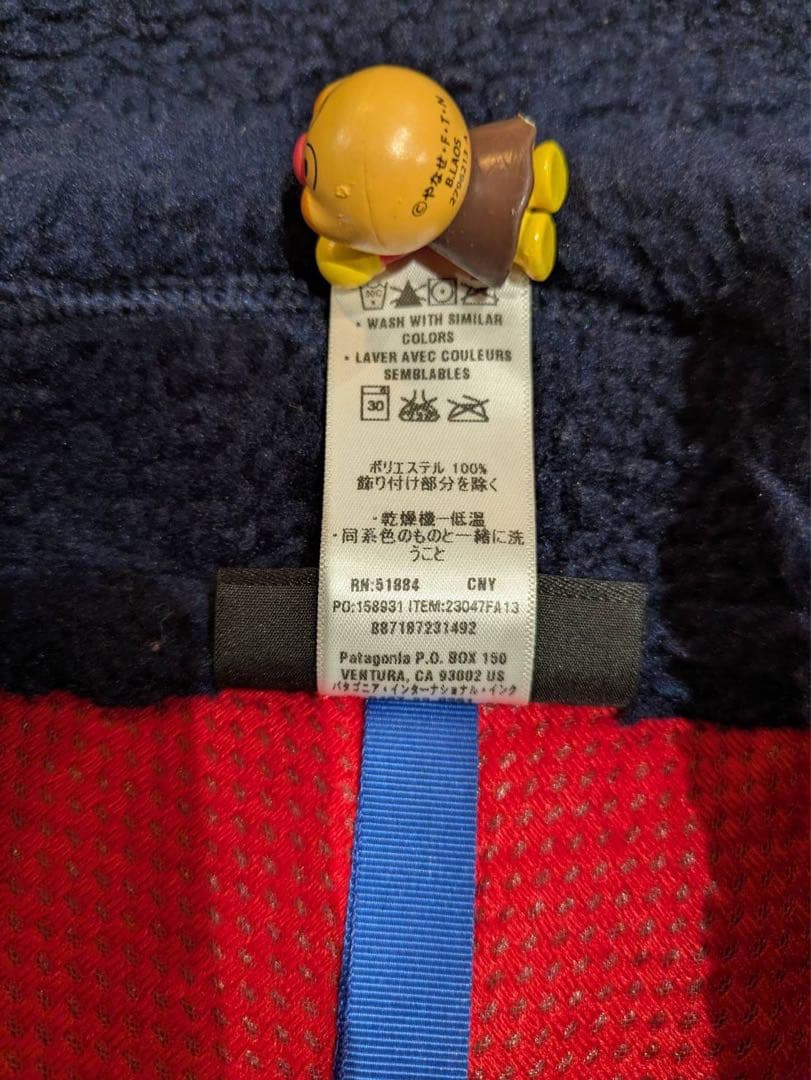 ©やなせ・F・T・N
B.LAOS
• WASH WITH SIMILAR
COLORS
• LAVER AVEC COULEURS
SEMBLABLES
30
ポリエステル 100%
飾り付け部分を除く
・乾燥機ー低温
・同系色のものと一緒に洗
うこと
RN:51884 CNY
PO:158931 ITEM:23047FA13
887187231492
Patagonia P.O. BOX 150
VENTURA, CA 93002 US
パタゴニア・インターナショナル・インク